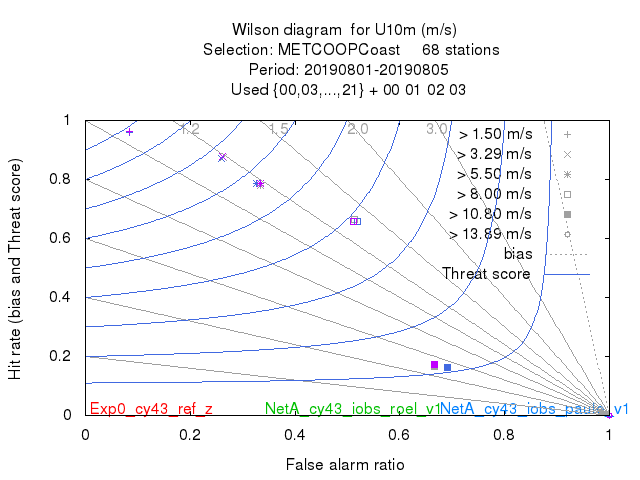 Wilson diagram for U10m (m/s)
Selection: METCOOPCoast 68 stations
Period: 20190801-20190805
Used {00,03,...,21} + 00 01 02 03
1.2 1.5 2.0 3.0
> 1.50 m/s
> 3.29 m/s
> 5.50 m/s
> 8.00 m/s
> 10.80 m/s
> 13.89 m/s
bias
Threat score
Hit rate (bias and Threat score)
1
0.8
0.6
0.4
0.2
0
Exp0_cy43_ref_z NetA_cy43_iobs_roel_v1 NetA_cy43_iobs_pauls_v1
0 0.2 0.4 0.6 0.8 1
False alarm ratio